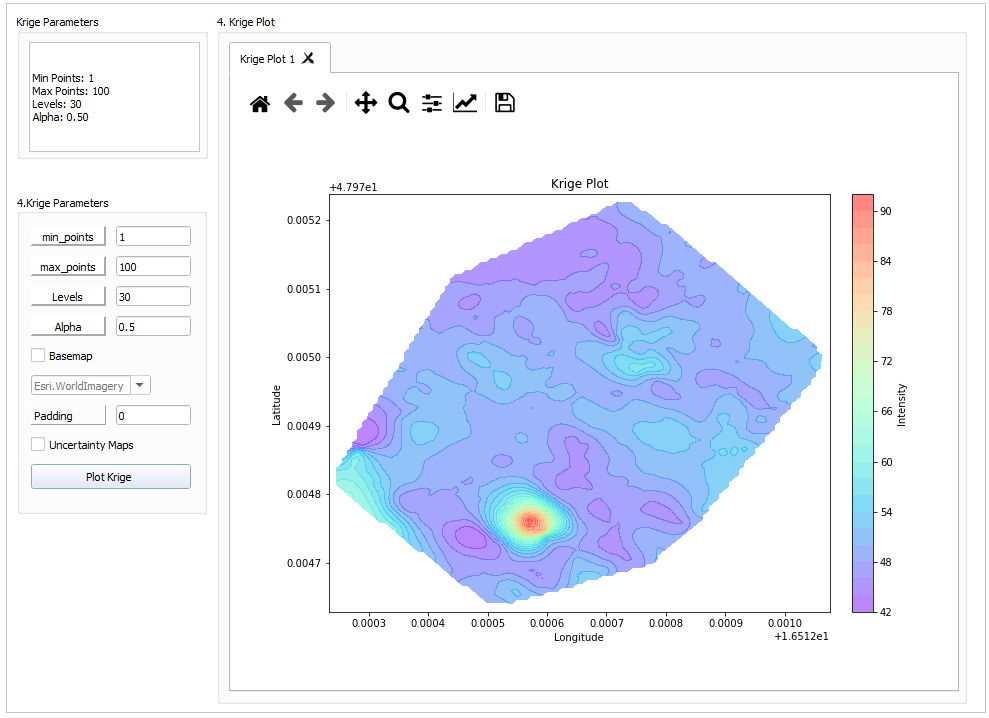 Krige Parameters
Min Points: 1
Max Points: 100
Levels: 30
Alpha: 0.50
4.Krige Parameters
min_points 1
max_points 100
Levels 30
Alpha 0.5
Basemap
Esri.WorldImagery
Padding 0
Uncertainty Maps
Plot Krige
4. Krige Plot
Krige Plot 1
Krige Plot
+4.797e1
0.0052
0.0051
0.0050
0.0049
0.0048
0.0047
Latitude
0.0003 0.0004 0.0005 0.0006 0.0007 0.0008 0.0009 0.0010
+1.6512e1
Longitude
90
84
78
72
66
60
54
48
42
Intensity